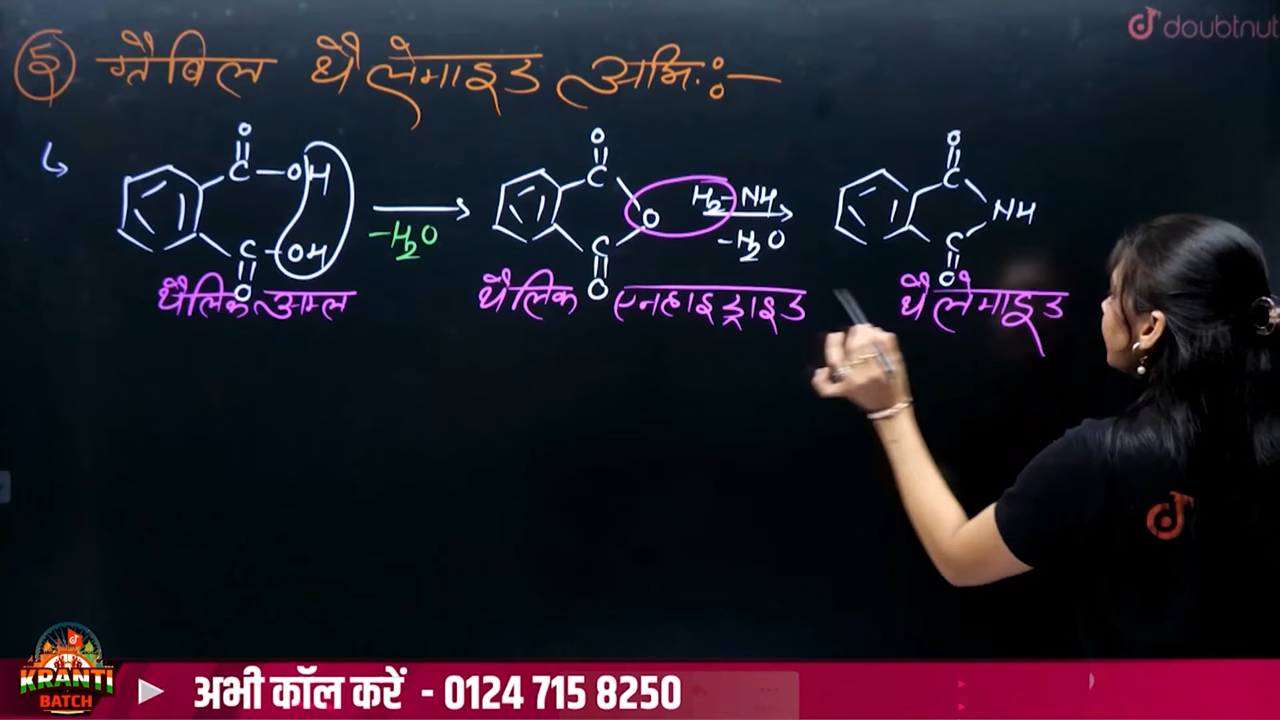 doubtnut
इ गैब्रिल थैलेमाइड अभि.:-
O O O
C-OH C H2-NH C
-H2O O -H2O NH
C-OH C C
O O O
थैलिक अम्ल थैलिक एनहाइड्राइड थैलेमाइड
KRANTI
BATCH
अभी कॉल करें - 0124 715 8250